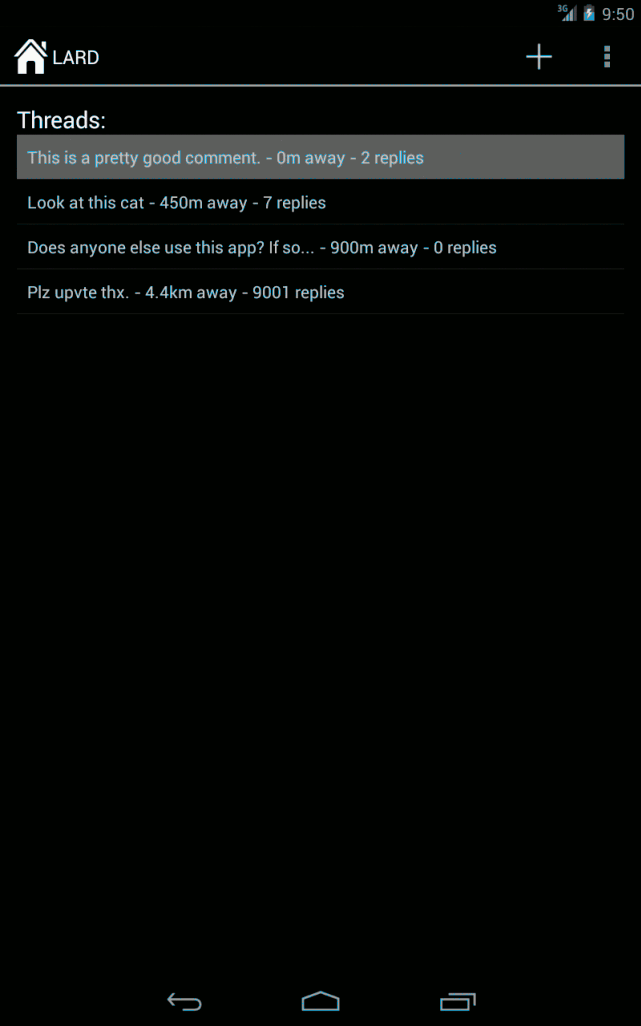 3G 9:50
LARD
Threads:
This is a pretty good comment. - 0m away - 2 replies
Look at this cat - 450m away - 7 replies
Does anyone else use this app? If so... - 900m away - 0 replies
Plz upvte thx. - 4.4km away - 9001 replies